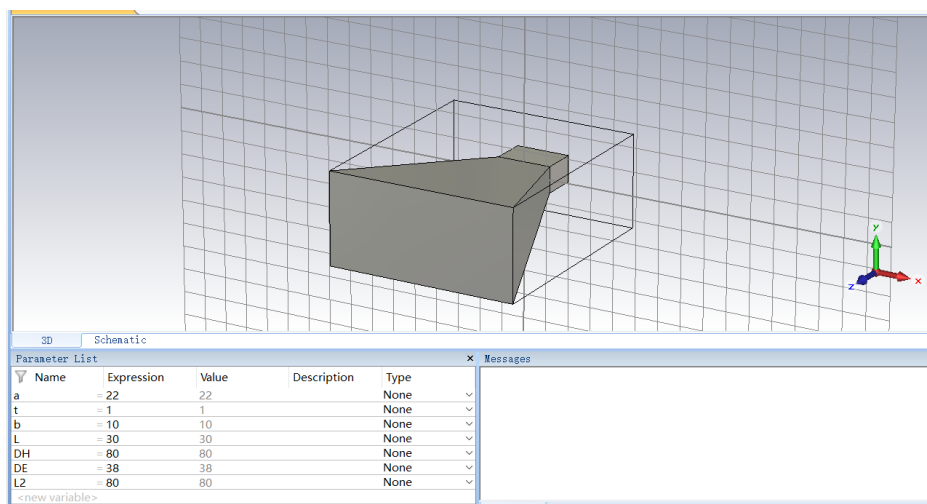 Y
X
Z
3D Schematic
Parameter List × Messages
Name Expression Value Description Type
a = 22 22 None
t = 1 1 None
b = 10 10 None
L = 30 30 None
DH = 80 80 None
DE = 38 38 None
L2 = 80 80 None
<new variable>